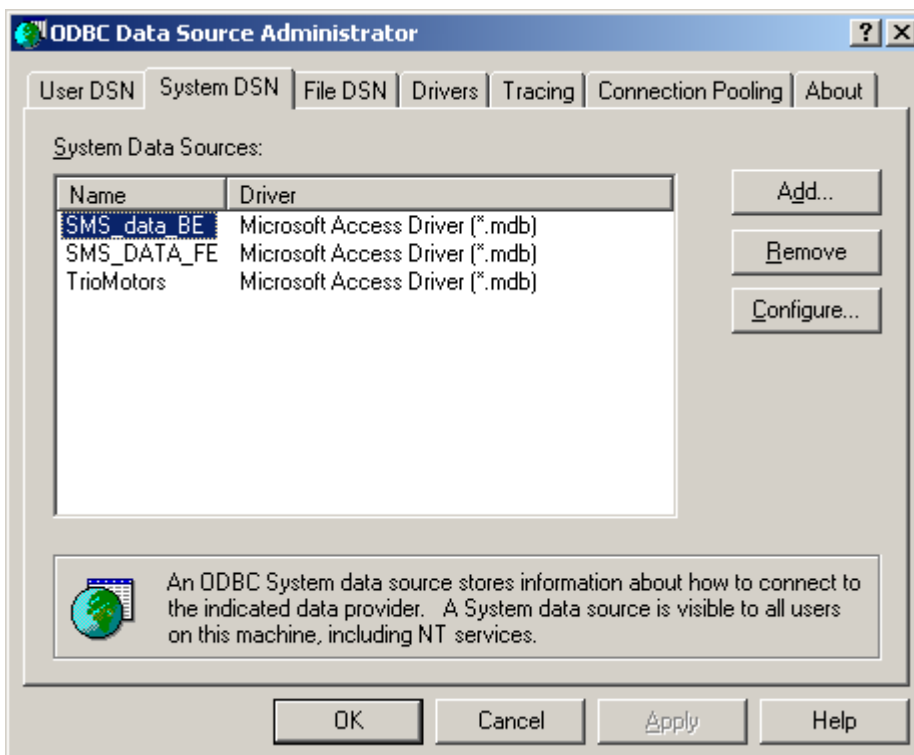 ODBC Data Source Administrator
User DSN System DSN File DSN Drivers Tracing Connection Pooling About
System Data Sources:
Name Driver
SMS_data_BE Microsoft Access Driver (*.mdb)
SMS_DATA_FE Microsoft Access Driver (*.mdb)
TrioMotors Microsoft Access Driver (*.mdb)
Add...
Remove
Configure...
An ODBC System data source stores information about how to connect to
the indicated data provider. A System data source is visible to all users
on this machine, including NT services.
OK Cancel Apply Help